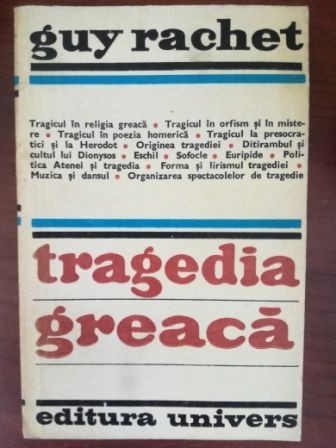 guy rachet
Tragicul în religia greacă • Tragicul în orfism și în miste-
re • Tragicul în poezia homerică • Tragicul la presocra-
tici și la Herodot • Originea tragediei • Ditirambul și
cultul lui Dionysos • Eschil • Sofocle • Euripide • Poli-
tica Atenei și tragedia • Forma și lirismul tragediei •
Muzica și dansul • Organizarea spectacolelor de tragedie
tragedia
greacă
editura univers